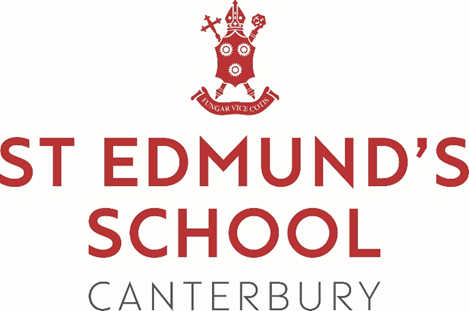 FUNGAR VICE COTIS
ST EDMUND'S
SCHOOL
CANTERBURY